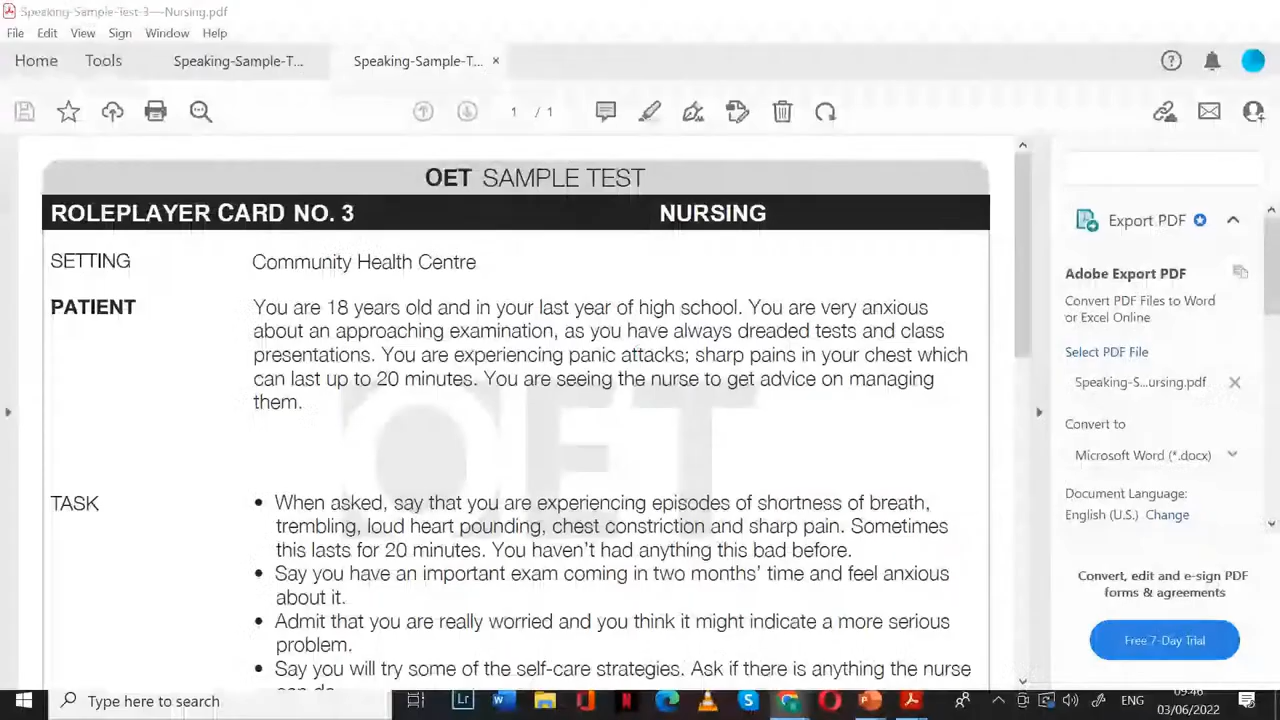 Speaking-Sample-Test-3---Nursing.pdf
File Edit View Sign Window Help
Home Tools Speaking-Sample-T... Speaking-Sample-T... ×
1 / 1
OET SAMPLE TEST
ROLEPLAYER CARD NO. 3 NURSING
SETTING Community Health Centre
PATIENT You are 18 years old and in your last year of high school. You are very anxious
about an approaching examination, as you have always dreaded tests and class
presentations. You are experiencing panic attacks; sharp pains in your chest which
can last up to 20 minutes. You are seeing the nurse to get advice on managing
them.
OET
TASK • When asked, say that you are experiencing episodes of shortness of breath,
trembling, loud heart pounding, chest constriction and sharp pain. Sometimes
this lasts for 20 minutes. You haven't had anything this bad before.
• Say you have an important exam coming in two months' time and feel anxious
about it.
• Admit that you are really worried and you think it might indicate a more serious
problem.
• Say you will try some of the self-care strategies. Ask if there is anything the nurse
can do
Export PDF
Adobe Export PDF
Convert PDF Files to Word
or Excel Online
Select PDF File
Speaking-S...ursing.pdf
Convert to
Microsoft Word (*.docx)
Document Language:
English (U.S.) Change
Convert, edit and e-sign PDF
forms & agreements
Free 7-Day Trial
Type here to search
ENG
09:46
03/06/2022